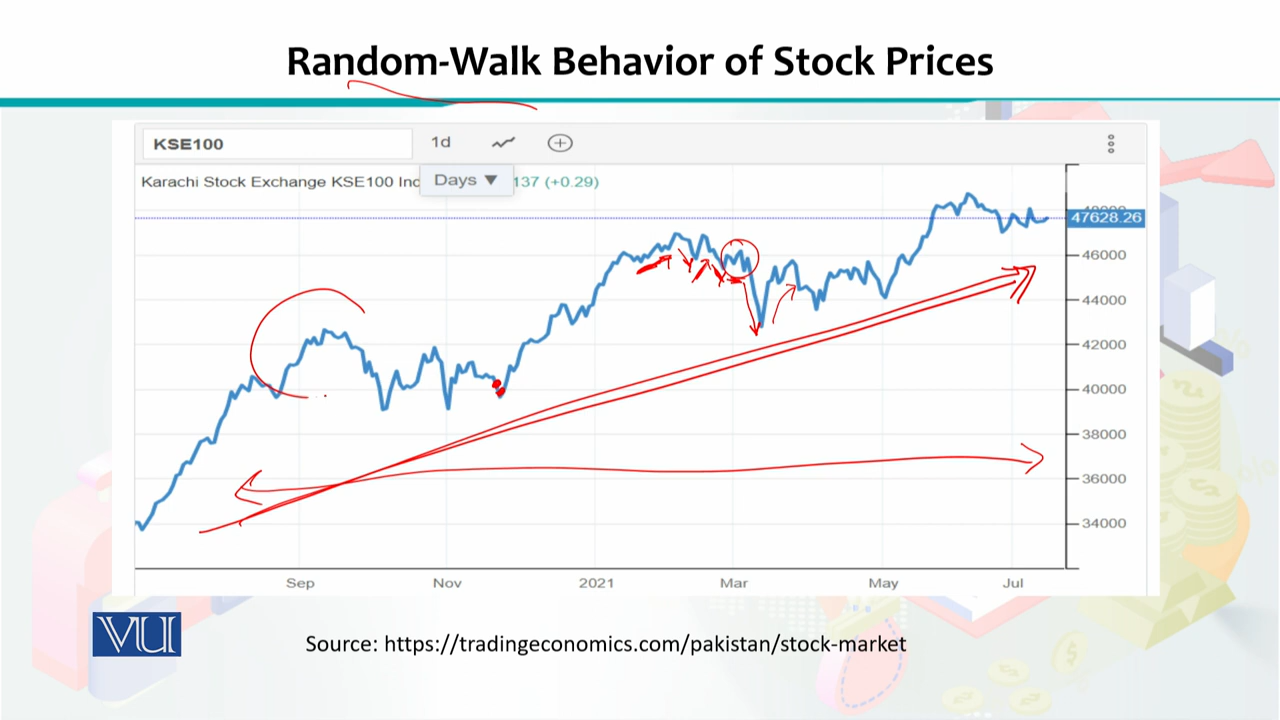 Random-Walk Behavior of Stock Prices
KSE100
1d
Karachi Stock Exchange KSE100 Inc
Days ▼
137 (+0.29)
48000
47628.26
46000
44000
42000
40000
38000
36000
34000
Sep Nov 2021 Mar May Jul
VU
Source: https://tradingeconomics.com/pakistan/stock-market